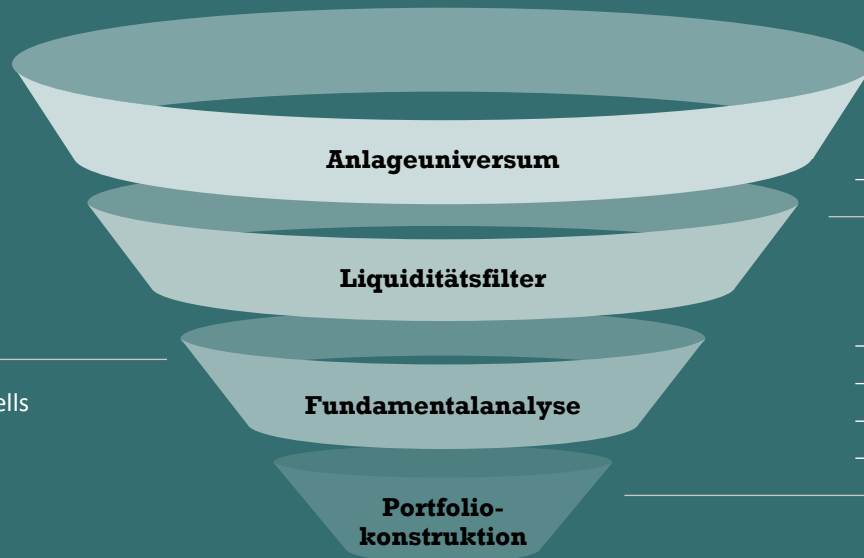 Anlageuniversum
Liquiditätsfilter
ells
Fundamentalanalyse
Portfolio-
konstruktion